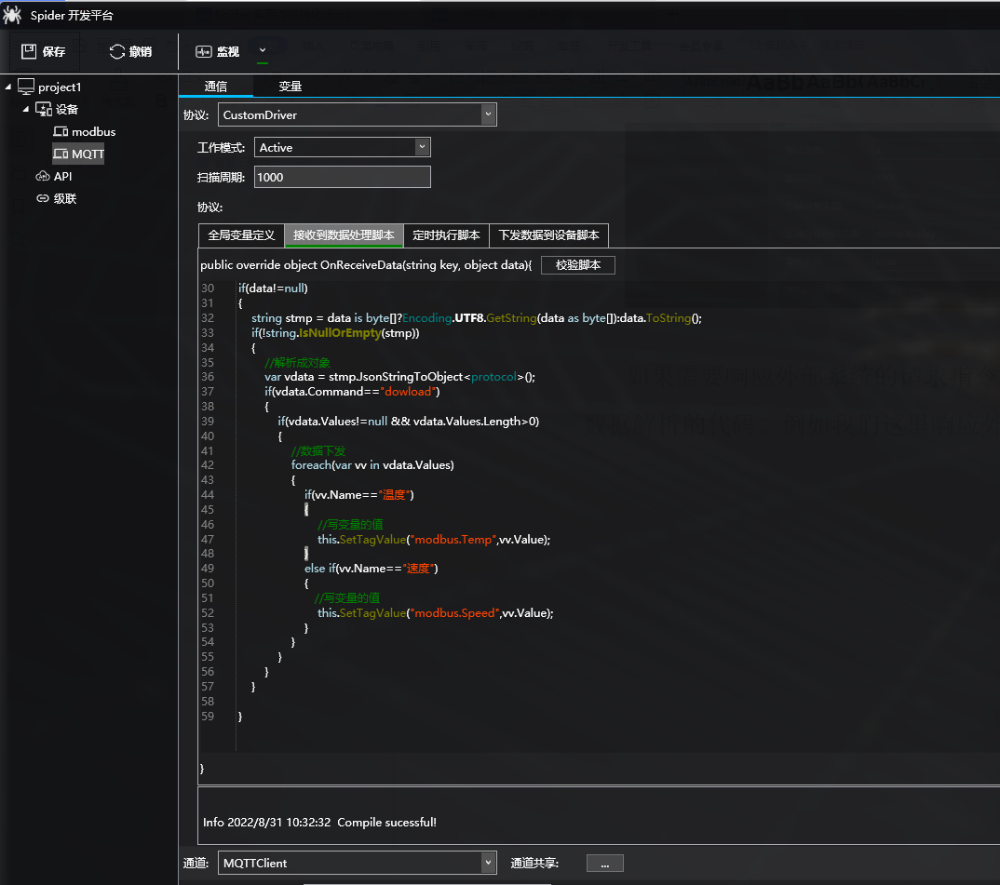 Spider 开发平台
保存 撤销 监视
project1
设备
modbus
MQTT
API
级联
通信 变量
协议: CustomDriver
工作模式: Active
扫描周期: 1000
协议:
全局变量定义 接收到数据处理脚本 定时执行脚本 下发数据到设备脚本
public override object OnReceiveData(string key, object data){ 校验脚本
30 if(data!=null)
31 {
32 string stmp = data is byte[]?Encoding.UTF8.GetString(data as byte[]):data.ToString();
33 if(!string.IsNullOrEmpty(stmp))
34 {
35 //解析成对象
36 var vdata = stmp.JsonStringToObject<protocol>();
37 if(vdata.Command=="dowload")
38 {
39 if(vdata.Values!=null && vdata.Values.Length>0)
40 {
41 //数据下发
42 foreach(var vv in vdata.Values)
43 {
44 if(vv.Name=="温度")
45 {
46 //写变量的值
47 this.SetTagValue("modbus.Temp",vv.Value);
48 }
49 else if(vv.Name=="速度")
50 {
51 //写变量的值
52 this.SetTagValue("modbus.Speed",vv.Value);
53 }
54 }
55 }
56 }
57 }
58
59 }
}
Info 2022/8/31 10:32:32 Compile sucessful!
通道: MQTTClient 通道共享: ...